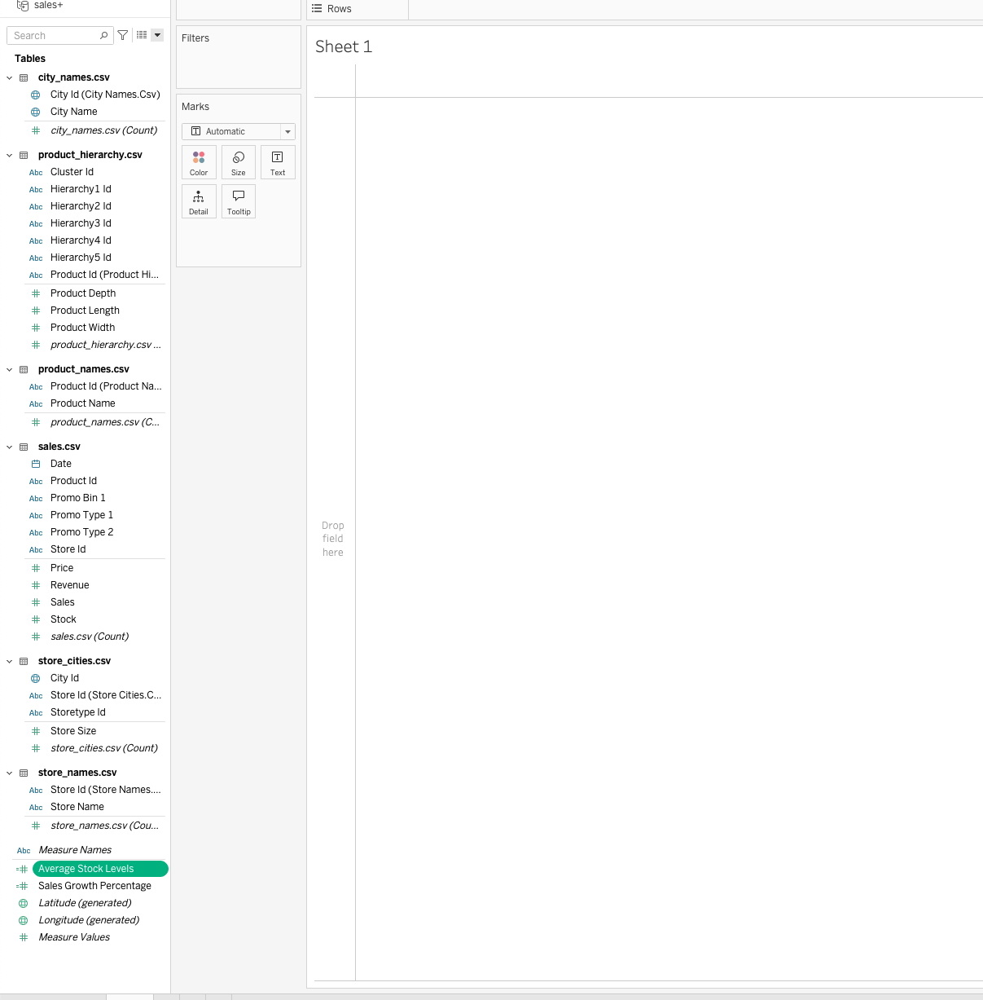 sales+
Search
Tables
city_names.csv
City Id (City Names.Csv)
City Name
city_names.csv (Count)
product_hierarchy.csv
Abc Cluster Id
Abc Hierarchy1 Id
Abc Hierarchy2 Id
Abc Hierarchy3 Id
Abc Hierarchy4 Id
Abc Hierarchy5 Id
Abc Product Id (Product Hi...
Product Depth
Product Length
Product Width
product_hierarchy.csv ...
product_names.csv
Abc Product Id (Product Na...
Abc Product Name
product_names.csv (C...
sales.csv
Date
Abc Product Id
Abc Promo Bin 1
Abc Promo Type 1
Abc Promo Type 2
Abc Store Id
Price
Revenue
Sales
Stock
sales.csv (Count)
store_cities.csv
City Id
Abc Store Id (Store Cities.C...
Abc Storetype Id
Store Size
store_cities.csv (Count)
store_names.csv
Abc Store Id (Store Names....
Abc Store Name
store_names.csv (Cou...
Abc Measure Names
Average Stock Levels
Sales Growth Percentage
Latitude (generated)
Longitude (generated)
Measure Values
Filters
Marks
T Automatic
Color Size Text
Detail Tooltip
Rows
Sheet 1
Drop
field
here